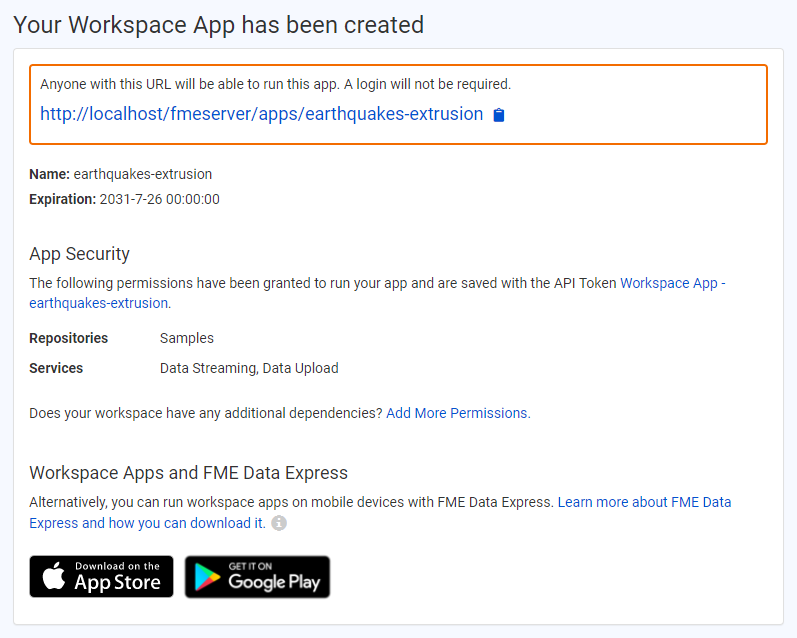 Your Workspace App has been created
Anyone with this URL will be able to run this app. A login will not be required.
http://localhost/fmeserver/apps/earthquakes-extrusion
Name: earthquakes-extrusion
Expiration: 2031-7-26 00:00:00
App Security
The following permissions have been granted to run your app and are saved with the API Token Workspace App -
earthquakes-extrusion.
Repositories Samples
Services Data Streaming, Data Upload
Does your workspace have any additional dependencies? Add More Permissions.
Workspace Apps and FME Data Express
Alternatively, you can run workspace apps on mobile devices with FME Data Express. Learn more about FME Data
Express and how you can download it.
Download on the
App Store
GET IT ON
Google Play